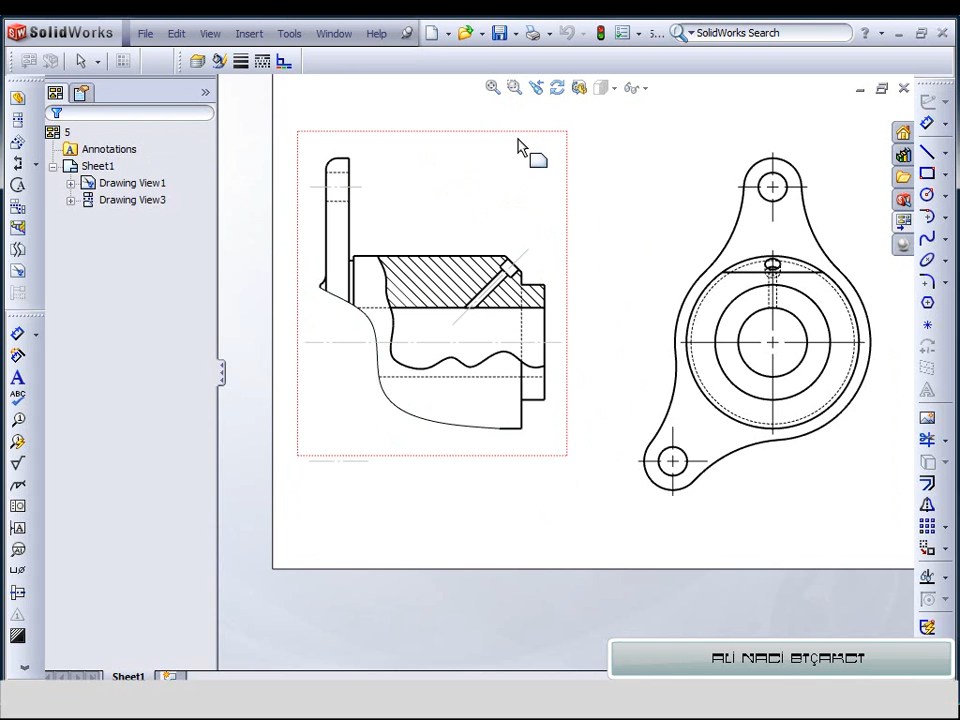 SolidWorks File Edit View Insert Tools Window Help 5... SolidWorks Search ?
5
Annotations
Sheet1
Drawing View1
Drawing View3
Sheet1
ALİ NACİ BIÇAKCI